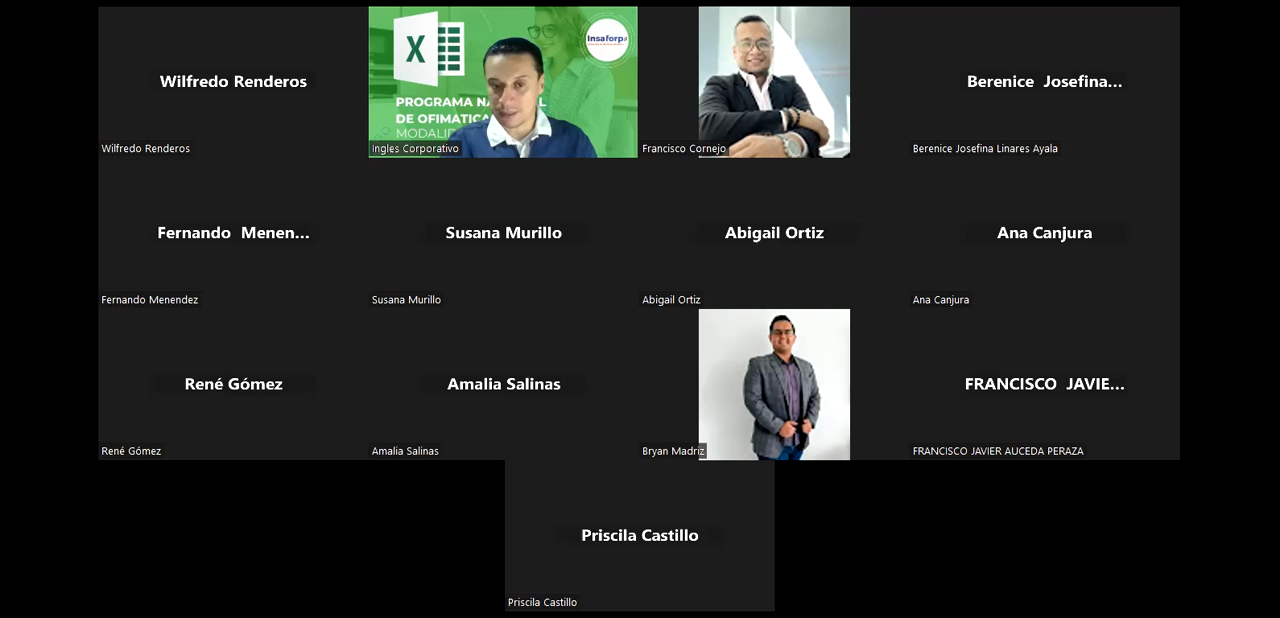 Wilfredo Renderos
Wilfredo Renderos
X
Insaforp
PROGRAMA NA
AL
DE OFIMATICA
MODALID
Ingles Corporativo
Francisco Cornejo
Berenice Josefina...
Berenice Josefina Linares Ayala
Fernando Menen...
Fernando Menendez
Susana Murillo
Susana Murillo
Abigail Ortiz
Abigail Ortiz
Ana Canjura
Ana Canjura
René Gómez
René Gómez
Amalia Salinas
Amalia Salinas
Bryan Madriz
FRANCISCO JAVIE...
FRANCISCO JAVIER AUCEDA PERAZA
Priscila Castillo
Priscila Castillo